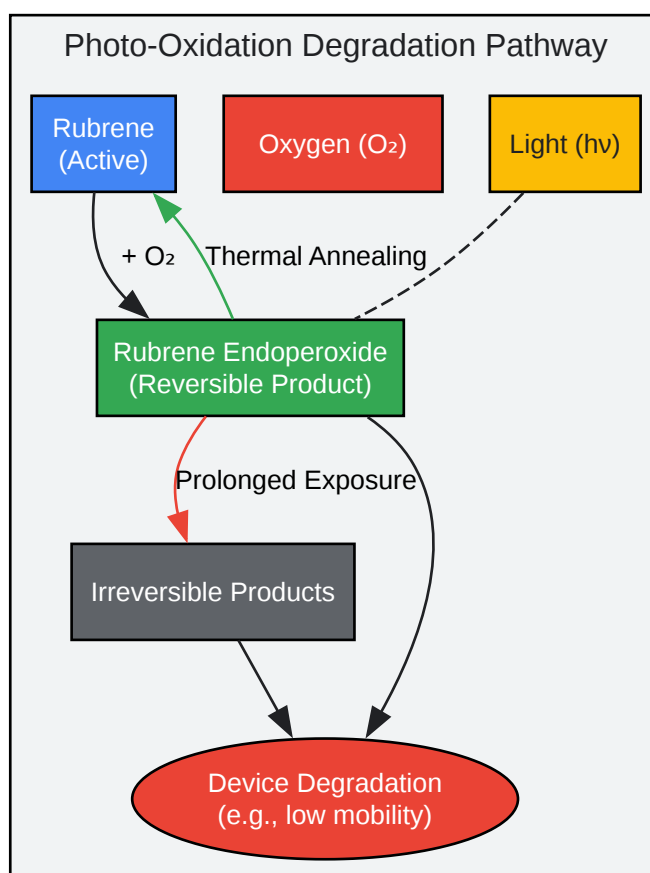 Photo-Oxidation Degradation Pathway
Rubrene
(Active)
Oxygen (O₂)
Light (hν)
+ O₂
Thermal Annealing
Rubrene Endoperoxide
(Reversible Product)
Prolonged Exposure
Irreversible Products
Device Degradation
(e.g., low mobility)